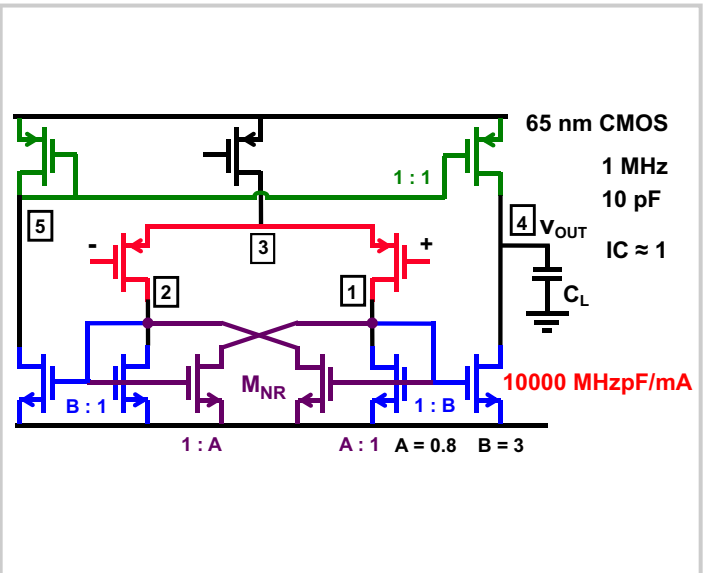 65 nm CMOS
1 MHz
1 : 1
10 pF
5
4
vOUT
-
3
+
IC ≈ 1
2
1
CL
MNR
10000 MHzpF/mA
B : 1
1 : B
1 : A
A : 1
A = 0.8
B = 3